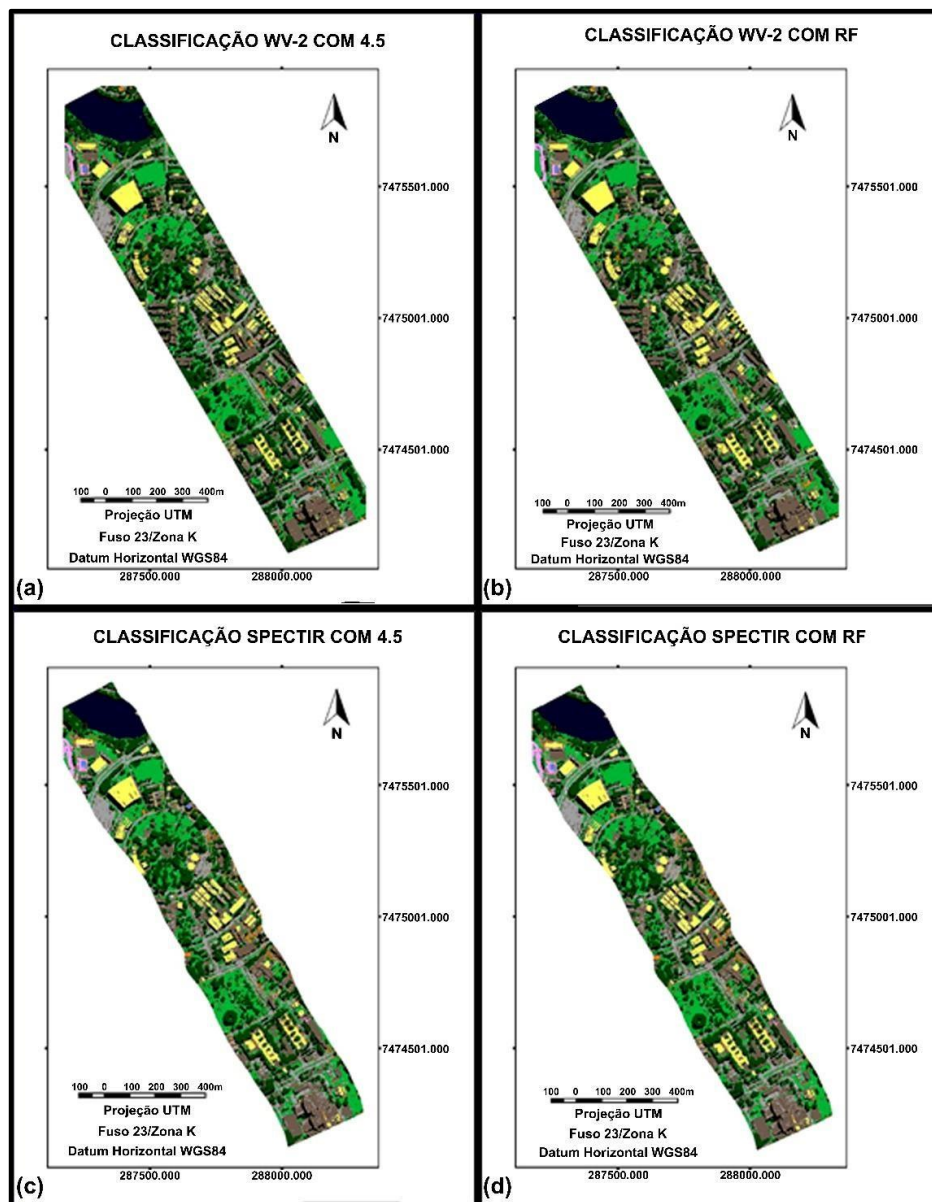 CLASSIFICAÇÃO WV-2 COM 4.5
N
7475501.000
7475001.000
7474501.000
100 0 100 200 300 400m
Projeção UTM
Fuso 23/Zona K
Datum Horizontal WGS84
287500.000 288000.000
(a)
CLASSIFICAÇÃO WV-2 COM RF
N
7475501.000
7475001.000
7474501.000
100 0 100 200 300 400m
Projeção UTM
Fuso 23/Zona K
Datum Horizontal WGS84
287500.000 288000.000
(b)
CLASSIFICAÇÃO SPECTIR COM 4.5
N
7475501.000
7475001.000
7474501.000
100 0 100 200 300 400m
Projeção UTM
Fuso 23/Zona K
Datum Horizontal WGS84
287500.000 288000.000
(c)
CLASSIFICAÇÃO SPECTIR COM RF
N
7475501.000
7475001.000
7474501.000
100 0 100 200 300 400m
Projeção UTM
Fuso 23/Zona K
Datum Horizontal WGS84
287500.000 288000.000
(d)